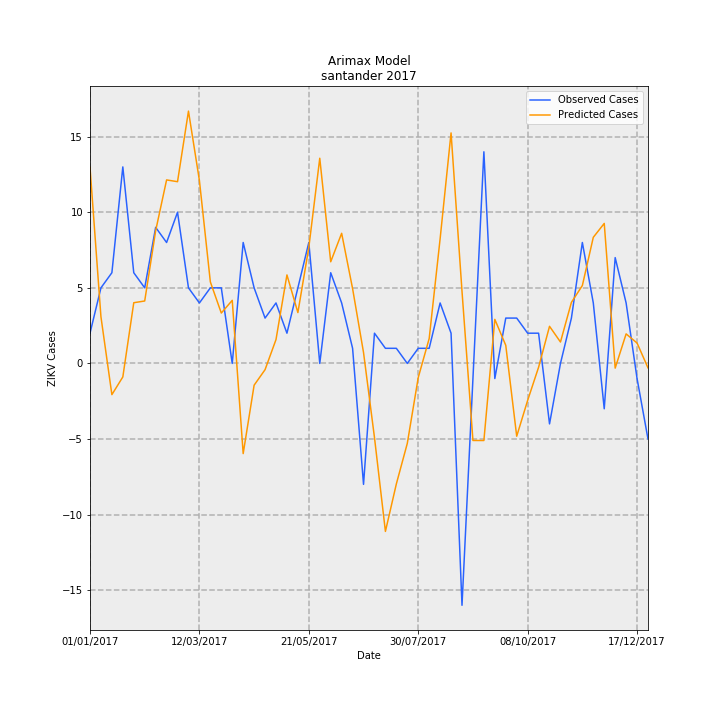 Arimax Model
santander 2017
Observed Cases
Predicted Cases
ZIKV Cases
15
10
5
0
−5
−10
−15
01/01/2017 12/03/2017 21/05/2017 30/07/2017 08/10/2017 17/12/2017
Date